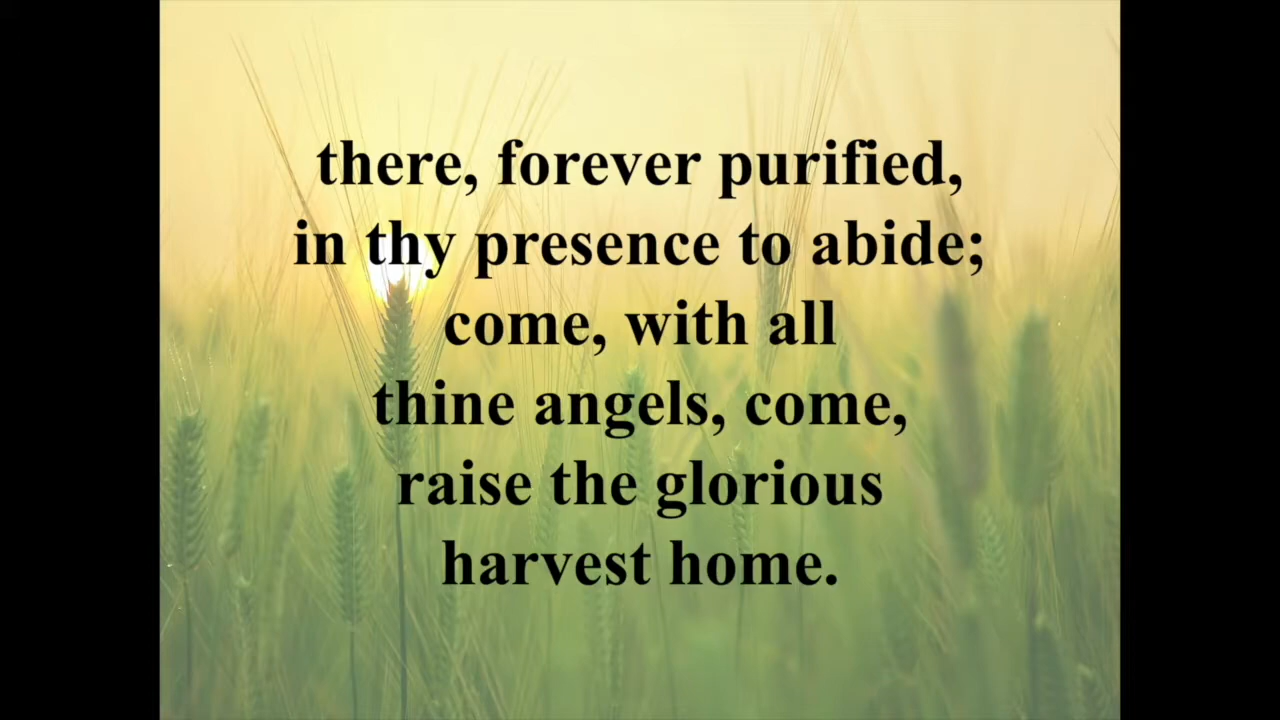 there, forever purified,
in thy presence to abide;
come, with all
thine angels, come,
raise the glorious
harvest home.